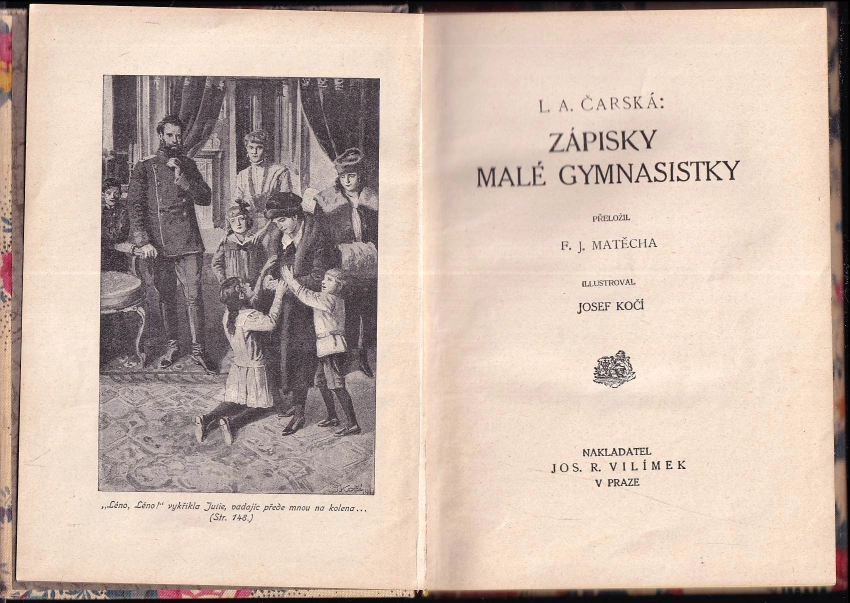 „Léno, Léno!“ vykřikla Julie, padajíc přede mnou na kolena...
(Str. 148.)
L. A. ČARSKÁ:
ZÁPISKY
MALÉ GYMNASISTKY
PŘELOŽIL
F. J. MATĚCHA
ILLUSTROVAL
JOSEF KOČÍ
NAKLADATEL
JOS. R. VILÍMEK
V PRAZE